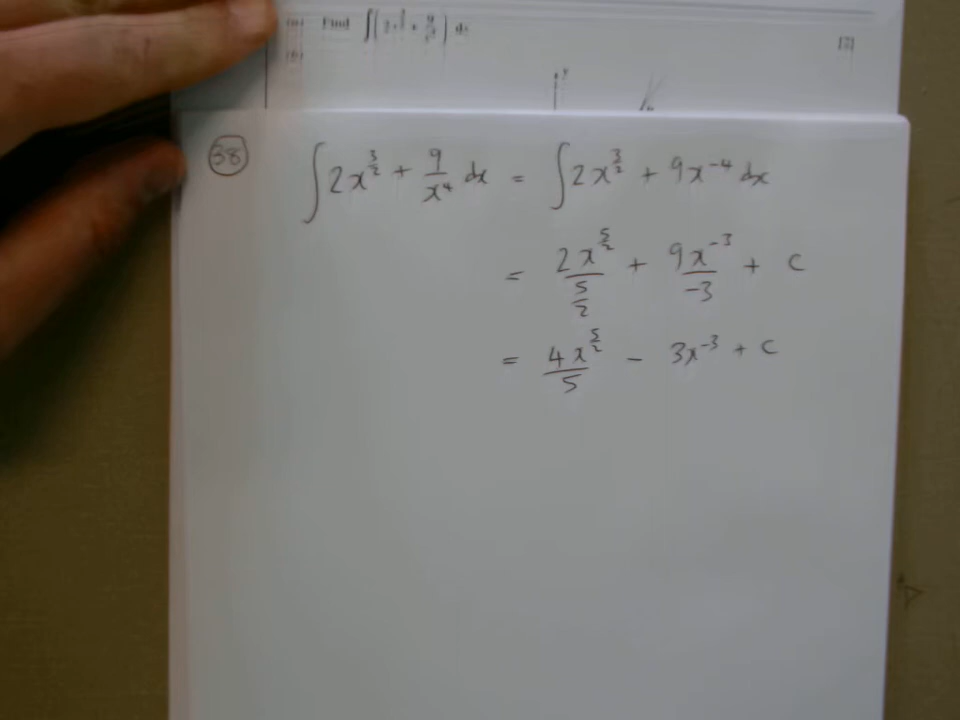 Find ∫(2x^{3/2} + 9/x^4) dx
(38) ∫2x^{3/2} + 9/x^4 dx = ∫2x^{3/2} + 9x^{-4} dx
= 2x^{5/2}/(5/2) + 9x^{-3}/-3 + c
= 4x^{5/2}/5 - 3x^{-3} + c